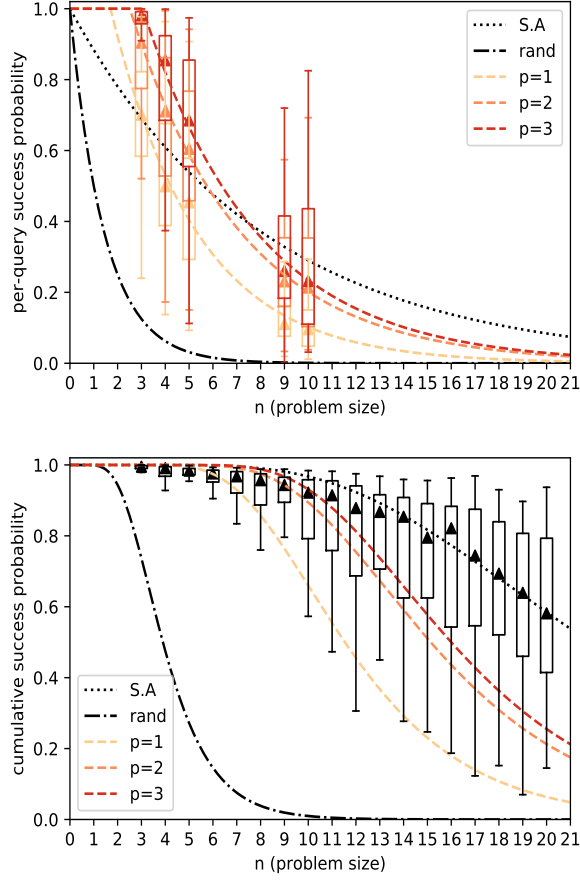 per-query success probability
1.0
0.8
0.6
0.4
0.2
0.0
S.A
rand
p=1
p=2
p=3
0 1 2 3 4 5 6 7 8 9 10 11 12 13 14 15 16 17 18 19 20 21
n (problem size)
cumulative success probability
1.0
0.8
0.6
0.4
0.2
0.0
S.A
rand
p=1
p=2
p=3
0 1 2 3 4 5 6 7 8 9 10 11 12 13 14 15 16 17 18 19 20 21
n (problem size)